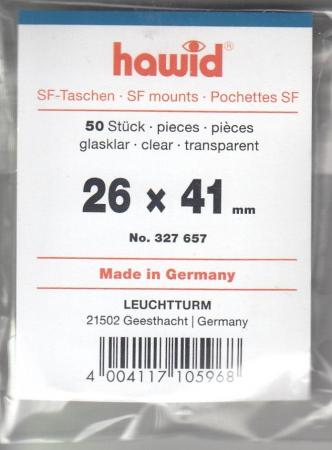 hawid®
SF-Taschen · SF mounts · Pochettes SF
50 Stück · pieces · pièces
glasklar · clear · transparent
26 × 41 mm
No. 327 657
Made in Germany
LEUCHTTURM
21502 Geesthacht | Germany
4 004117 105968